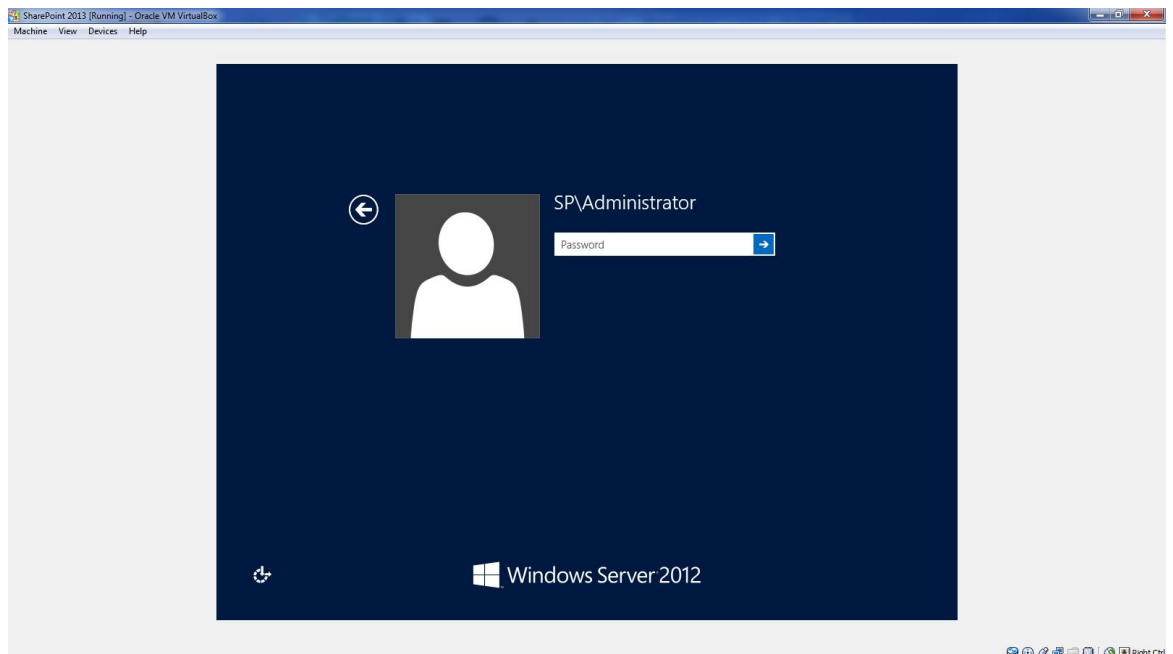 SharePoint 2013 [Running] - Oracle VM VirtualBox
Machine View Devices Help
SP\Administrator
Password
Windows Server 2012
Right Ctrl